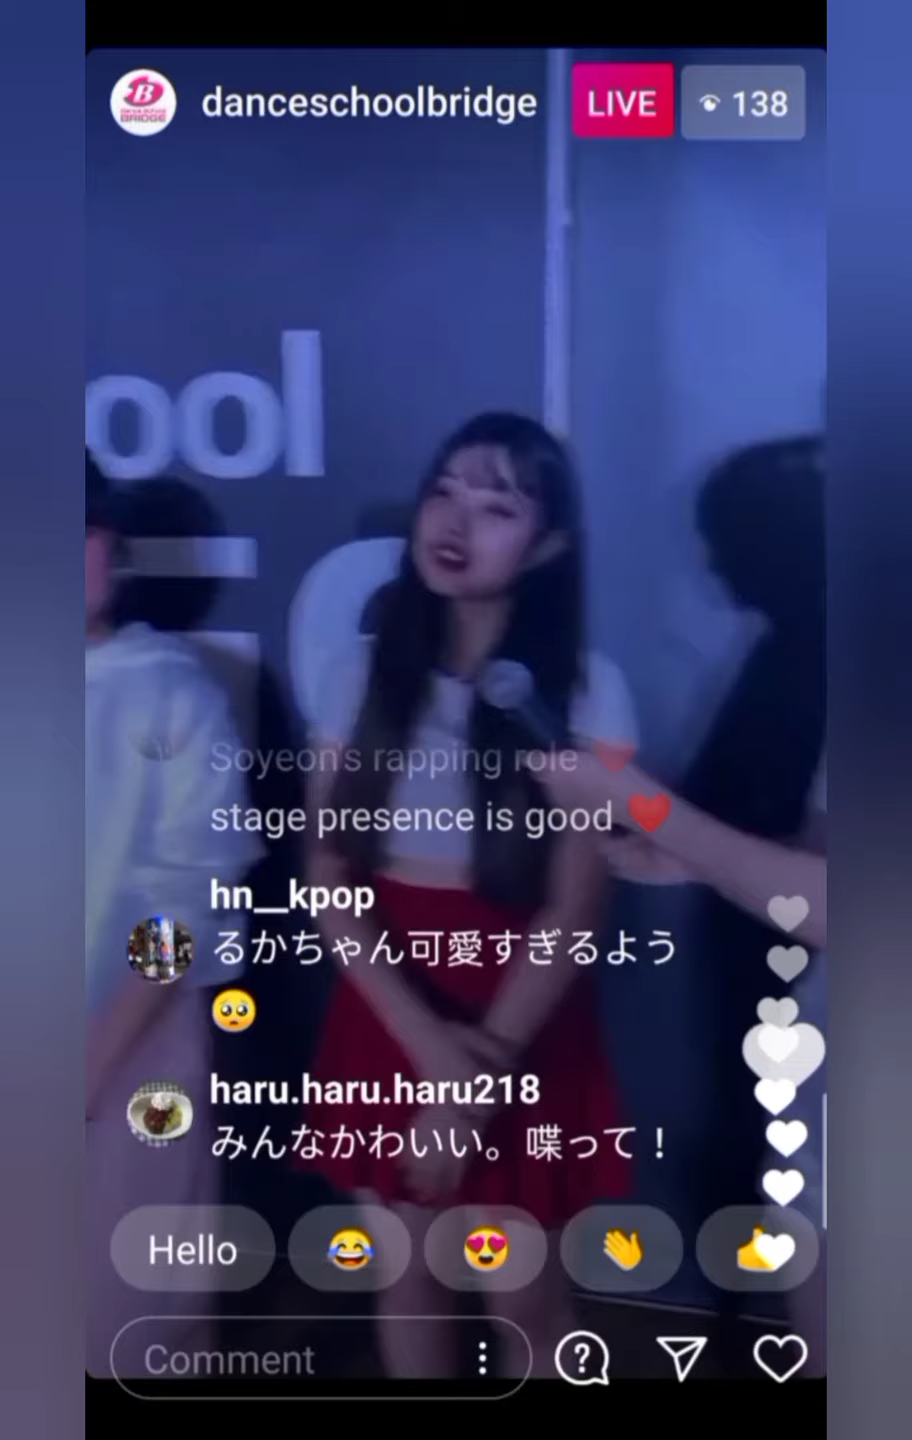 B
BRIDGE
danceschoolbridge
LIVE
138
ool
Soyeon's rapping role ❤️
stage presence is good ❤️
hn__kpop
るかちゃん可愛すぎるよう
🥺
haru.haru.haru218
みんなかわいい。喋って！
Hello
Comment